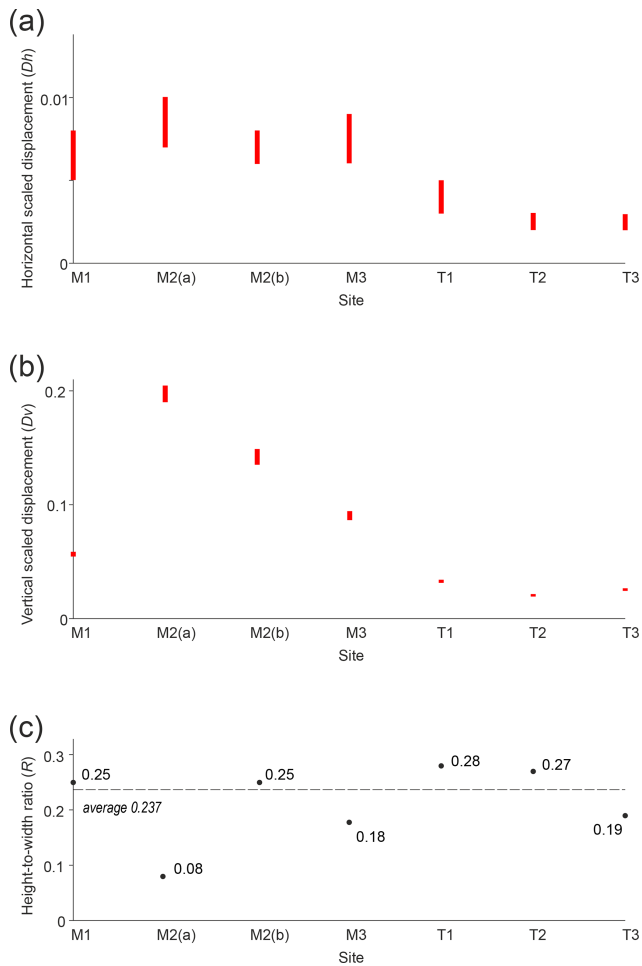 (a)
Horizontal scaled displacement (Dh)
0.01
0
M1 M2(a) M2(b) M3 T1 T2 T3
Site
(b)
Vertical scaled displacement (Dv)
0.2
0.1
0
M1 M2(a) M2(b) M3 T1 T2 T3
Site
(c)
Height-to-width ratio (R)
0.3
0.2
0.1
0
0.25
0.08
0.25
0.18
0.28
0.27
0.19
average 0.237
M1 M2(a) M2(b) M3 T1 T2 T3
Site